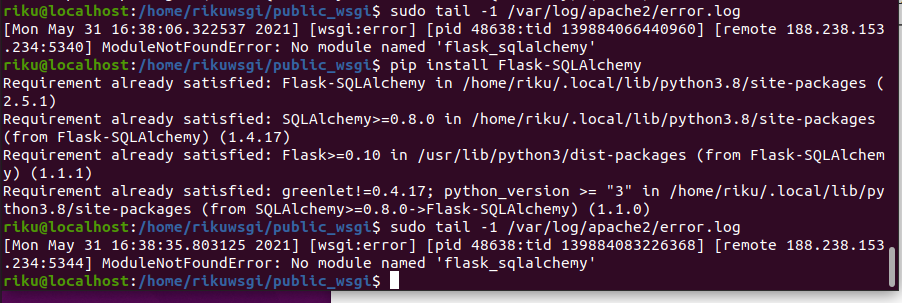 riku@localhost:/home/rikuwsgi/public_wsgi$ sudo tail -1 /var/log/apache2/error.log
[Mon May 31 16:38:06.322537 2021] [wsgi:error] [pid 48638:tid 139884066440960] [remote 188.238.153
.234:5340] ModuleNotFoundError: No module named 'flask_sqlalchemy'
riku@localhost:/home/rikuwsgi/public_wsgi$ pip install Flask-SQLAlchemy
Requirement already satisfied: Flask-SQLAlchemy in /home/riku/.local/lib/python3.8/site-packages (
2.5.1)
Requirement already satisfied: SQLAlchemy>=0.8.0 in /home/riku/.local/lib/python3.8/site-packages
(from Flask-SQLAlchemy) (1.4.17)
Requirement already satisfied: Flask>=0.10 in /usr/lib/python3/dist-packages (from Flask-SQLAlchem
y) (1.1.1)
Requirement already satisfied: greenlet!=0.4.17; python_version >= "3" in /home/riku/.local/lib/py
thon3.8/site-packages (from SQLAlchemy>=0.8.0->Flask-SQLAlchemy) (1.1.0)
riku@localhost:/home/rikuwsgi/public_wsgi$ sudo tail -1 /var/log/apache2/error.log
[Mon May 31 16:38:35.803125 2021] [wsgi:error] [pid 48638:tid 139884083226368] [remote 188.238.153
.234:5344] ModuleNotFoundError: No module named 'flask_sqlalchemy'
riku@localhost:/home/rikuwsgi/public_wsgi$